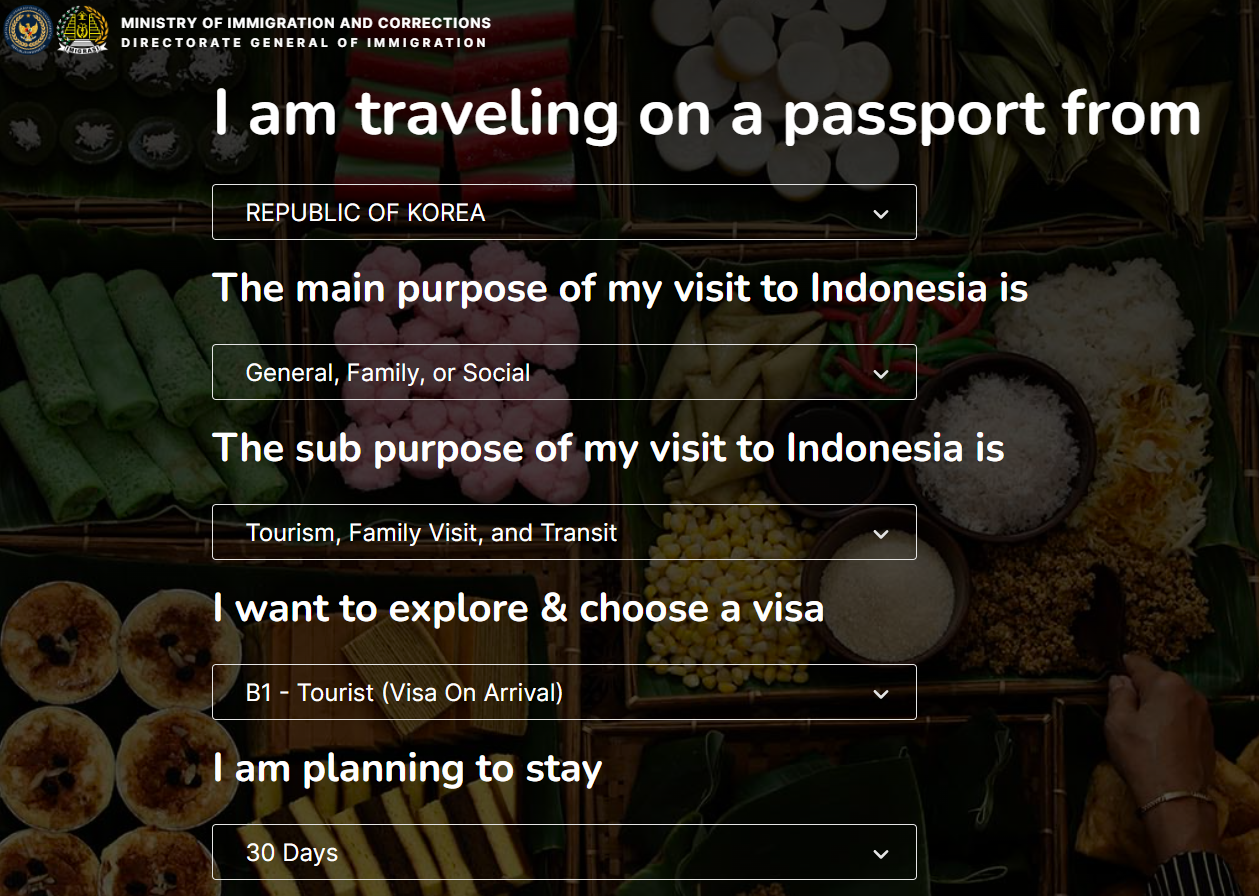 MINISTRY OF IMMIGRATION AND CORRECTIONS
DIRECTORATE GENERAL OF IMMIGRATION
IMIGRASI
I am traveling on a passport from
REPUBLIC OF KOREA
The main purpose of my visit to Indonesia is
General, Family, or Social
The sub purpose of my visit to Indonesia is
Tourism, Family Visit, and Transit
I want to explore & choose a visa
B1 - Tourist (Visa On Arrival)
I am planning to stay
30 Days